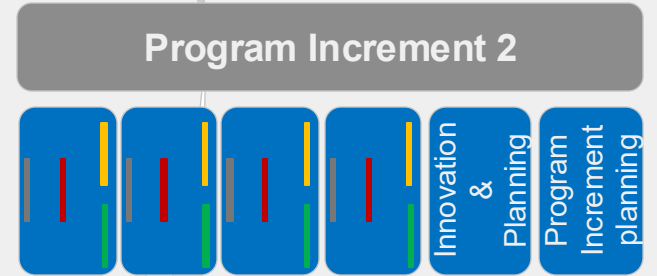 Program Increment 2
Innovation
&
Planning
Program
Increment
planning